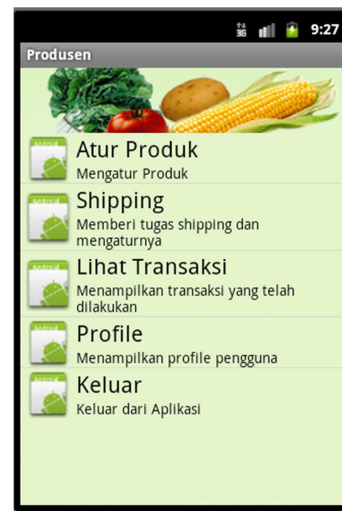 3G 9:27
Produsen
Atur Produk
Mengatur Produk
Shipping
Memberi tugas shipping dan
mengaturnya
Lihat Transaksi
Menampilkan transaksi yang telah
dilakukan
Profile
Menampilkan profile pengguna
Keluar
Keluar dari Aplikasi